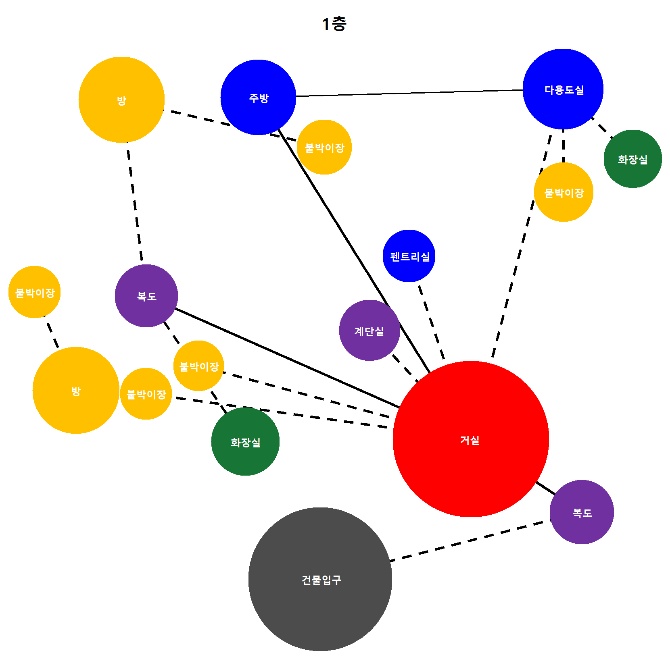 1층
방
주방
다용도실
붙박이장
화장실
붙박이장
펜트리실
붙박이장
복도
계단실
붙박이장
방
붙박이장
화장실
거실
복도
건물입구